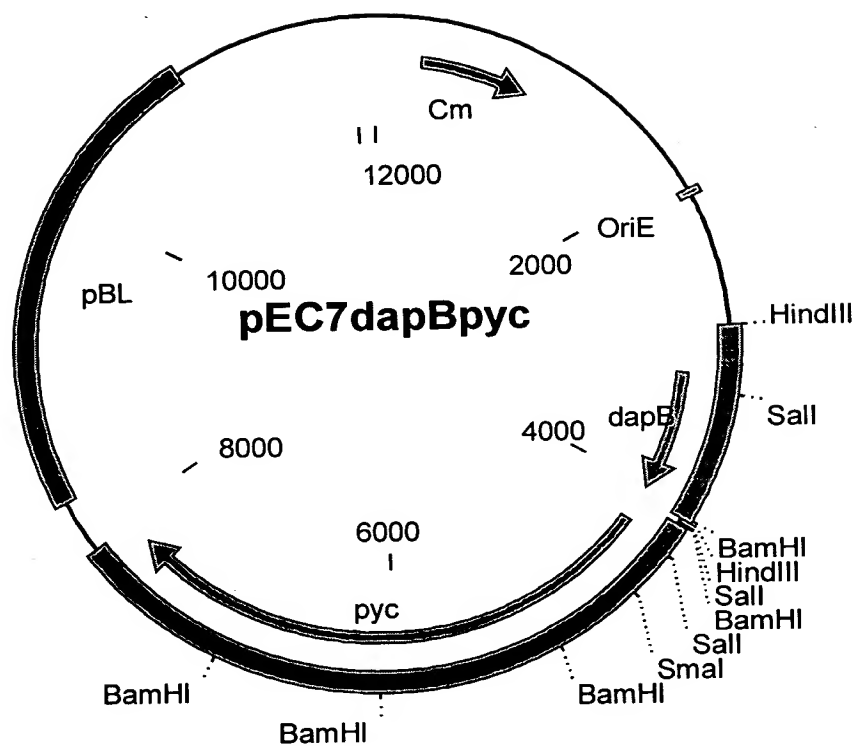 Cm
12000
OriE
2000
10000
pBL
pEC7dapBpyc
HindIII
SalI
dapB
4000
8000
6000
BamHI
HindIII
SalI
BamHI
SalI
SmaI
pyc
BamHI
BamHI
BamHI